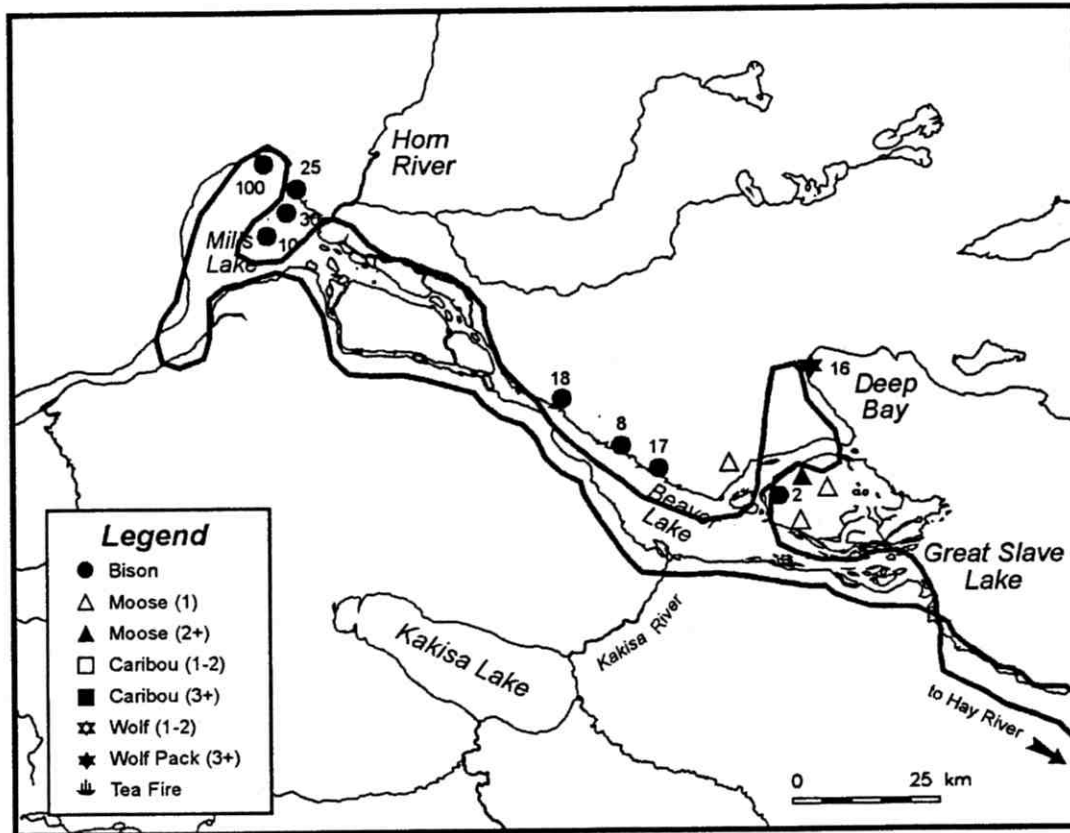 Horn
River
100
25
30
10
Mills
Lake
18
8
17
16
Deep
Bay
2
Beaver
Lake
Great Slave
Lake
Kakisa River
Kakisa Lake
to Hay River
0 25 km
Legend
Bison
Moose (1)
Moose (2+)
Caribou (1-2)
Caribou (3+)
Wolf (1-2)
Wolf Pack (3+)
Tea Fire